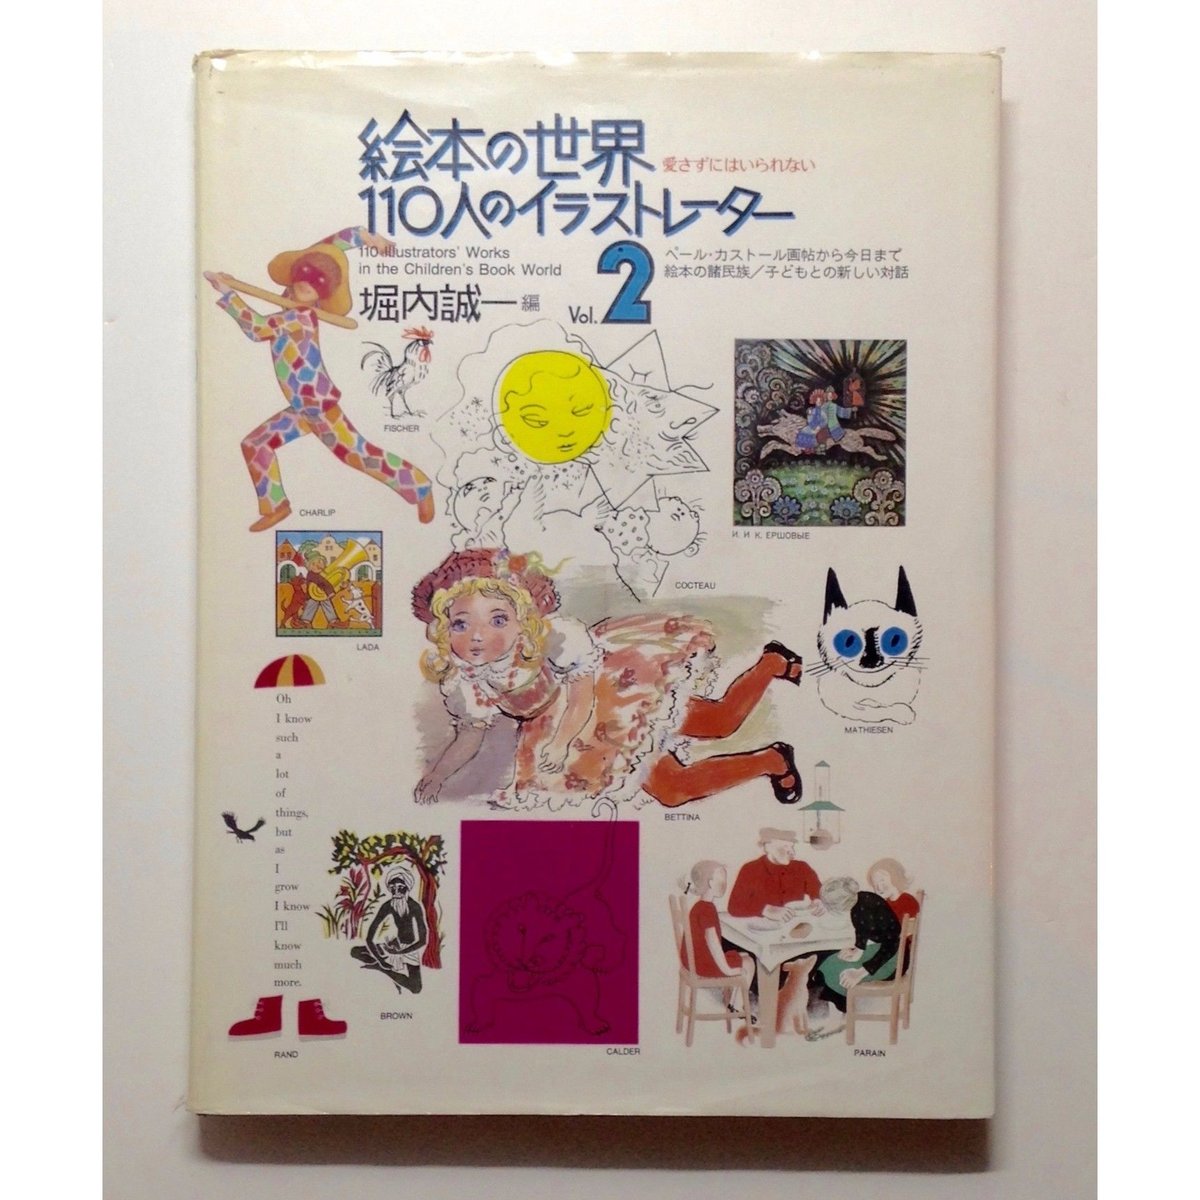 絵本の世界
愛さずにはいられない
110人のイラストレーター
110 Illustrators' Works
in the Children's Book World
堀内誠一編
Vol. 2
ペール・カストール画帖から今日まで
絵本の諸民族／子どもとの新しい対話
FISCHER
CHARLIP
И. И К. ЕРШОВЫЕ
COCTEAU
LADA
MATHIESEN
Oh
I know
such
a
lot
of
things,
but
as
I
grow
I know
I'll
know
much
more.
BETTINA
BROWN
RAND
CALDER
PARAIN